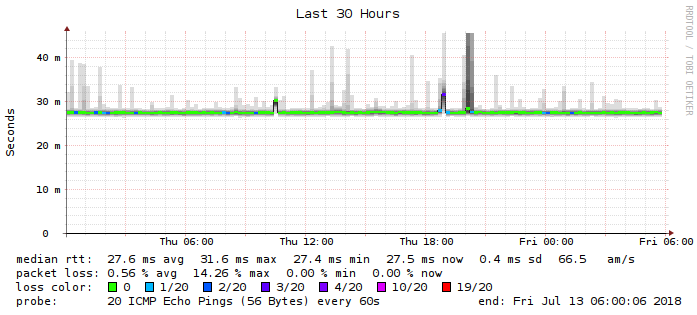 Last 30 Hours
RRDTOOL / TOBI OETIKER
Seconds
40 m
30 m
20 m
10 m
0
Thu 06:00 Thu 12:00 Thu 18:00 Fri 00:00 Fri 06:00
median rtt: 27.6 ms avg 31.6 ms max 27.4 ms min 27.5 ms now 0.4 ms sd 66.5 am/s
packet loss: 0.56 % avg 14.26 % max 0.00 % min 0.00 % now
loss color: 0 1/20 2/20 3/20 4/20 10/20 19/20
probe: 20 ICMP Echo Pings (56 Bytes) every 60s end: Fri Jul 13 06:00:06 2018